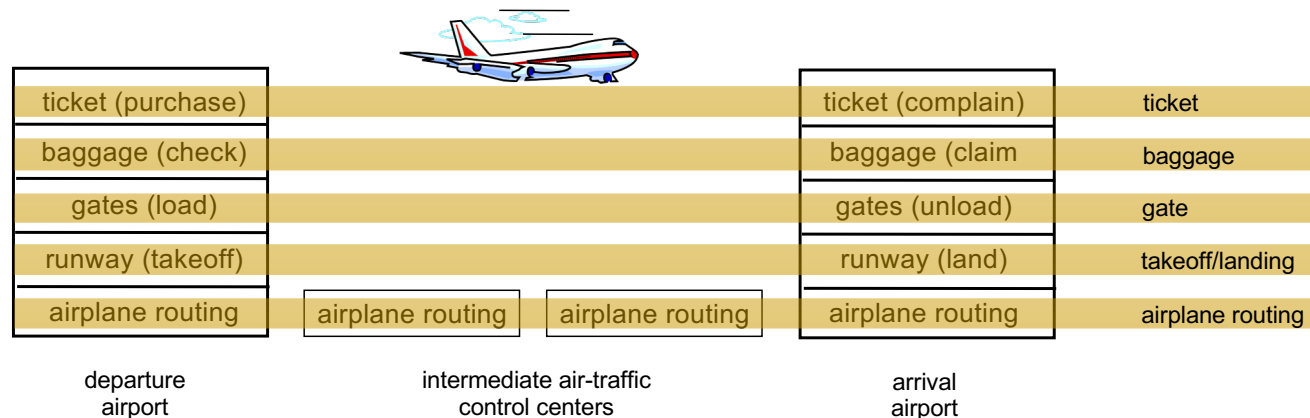 ticket (purchase) ticket (complain) ticket
baggage (check) baggage (claim baggage
gates (load) gates (unload) gate
runway (takeoff) runway (land) takeoff/landing
airplane routing airplane routing airplane routing airplane routing airplane routing
departure
airport
intermediate air-traffic
control centers
arrival
airport